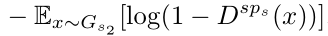 $- \mathbb{E}_{x \sim G_{s_2}}[\log(1 - D^{sp_s}(x))]$